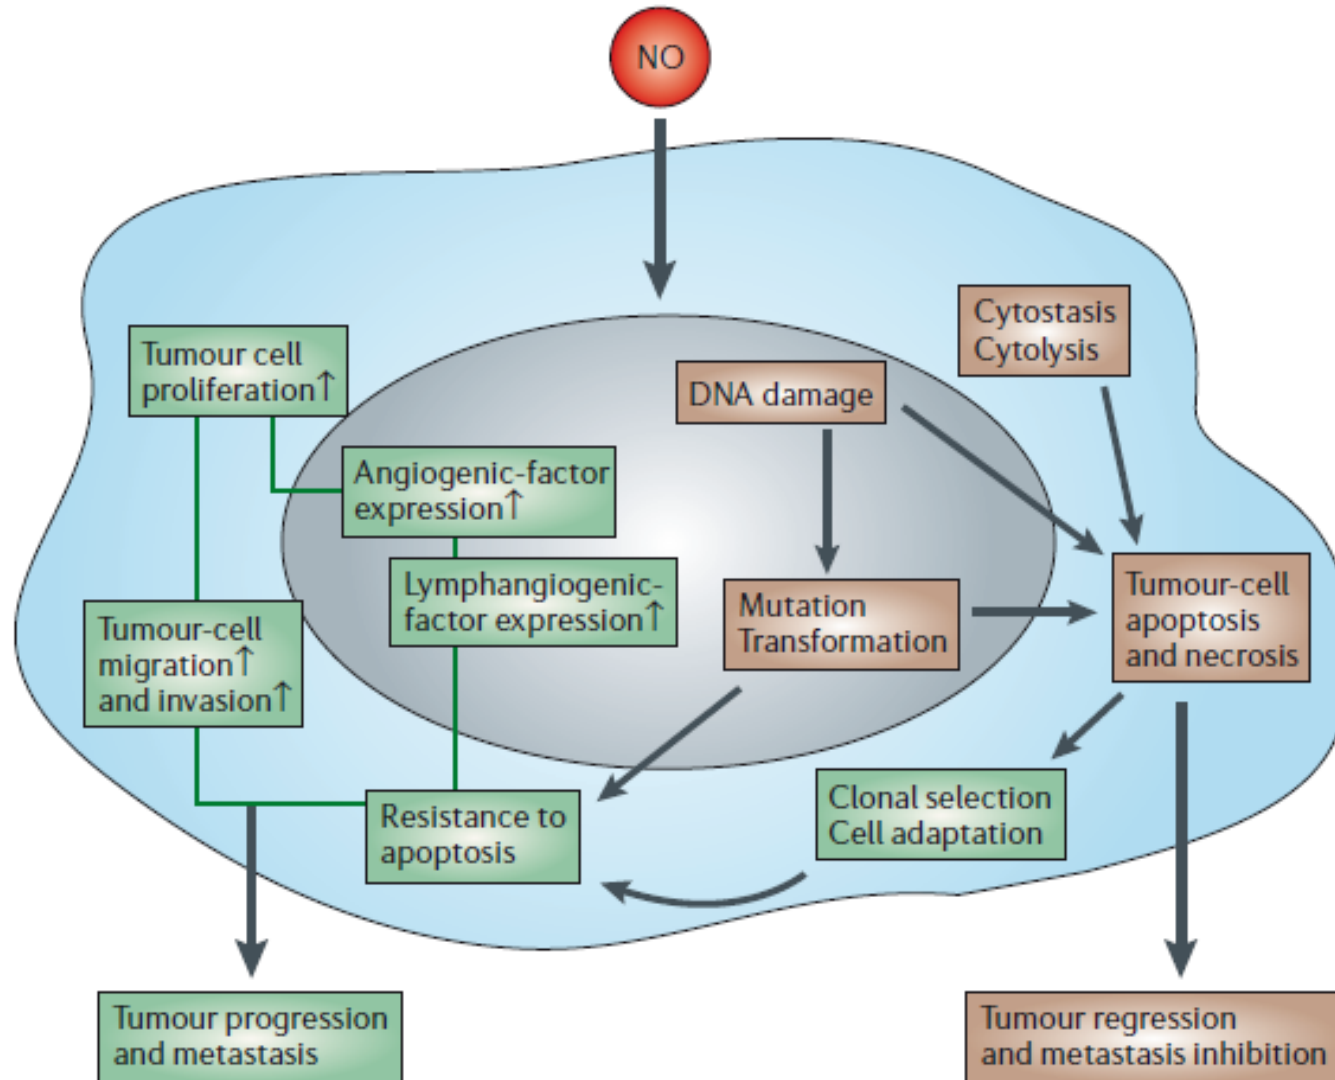 NO
Cytostasis
Cytolysis
Tumour cell
proliferation↑
DNA damage
Angiogenic-factor
expression↑
Lymphangiogenic-
factor expression↑
Tumour-cell
migration↑
and invasion↑
Mutation
Transformation
Tumour-cell
apoptosis
and necrosis
Resistance to
apoptosis
Clonal selection
Cell adaptation
Tumour progression
and metastasis
Tumour regression
and metastasis inhibition